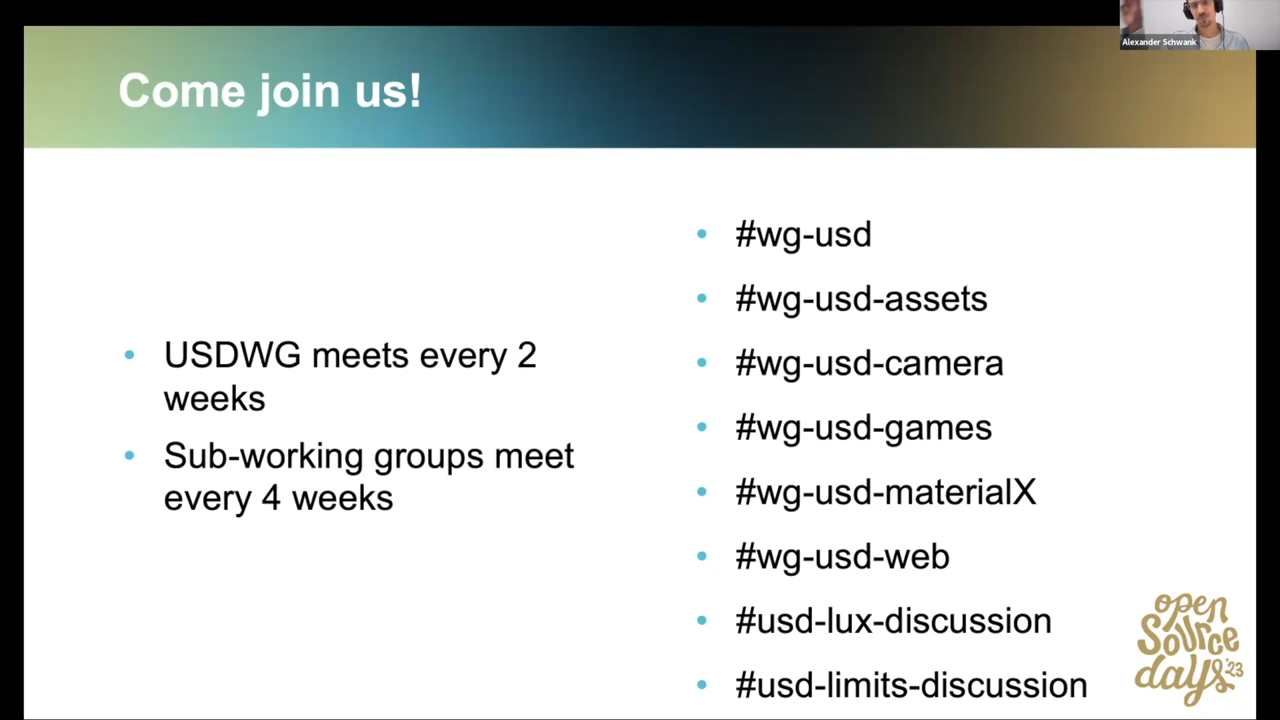 Alexander Schwank
Come join us!
• USDWG meets every 2
weeks
• Sub-working groups meet
every 4 weeks
• #wg-usd
• #wg-usd-assets
• #wg-usd-camera
• #wg-usd-games
• #wg-usd-materialX
• #wg-usd-web
• #usd-lux-discussion
• #usd-limits-discussion
open
Source
days '23